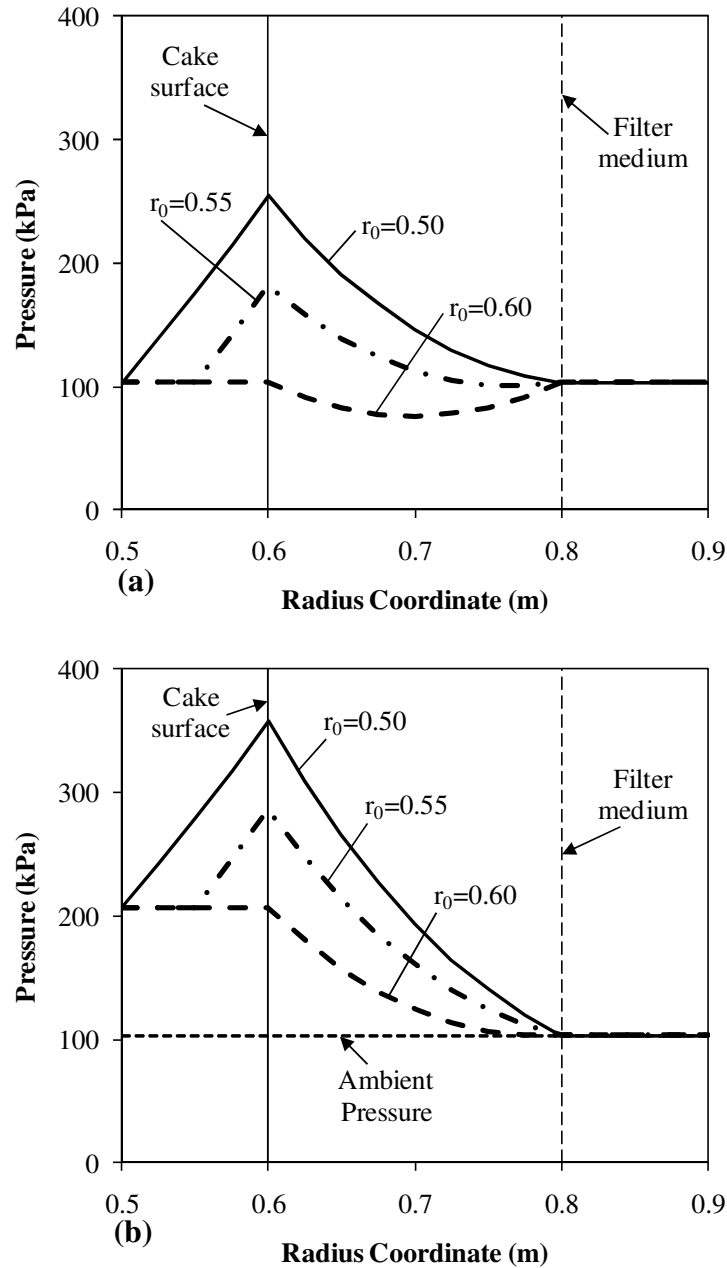 400
Cake
surface
300
Filter
medium
r0=0.55
r0=0.50
Pressure (kPa)
200
r0=0.60
100
0
0.5 0.6 0.7 0.8 0.9
(a)
Radius Coordinate (m)
400
Cake
surface
r0=0.50
Filter
medium
300
r0=0.55
Pressure (kPa)
200
r0=0.60
100
Ambient
Pressure
0
0.5 0.6 0.7 0.8 0.9
(b)
Radius Coordinate (m)